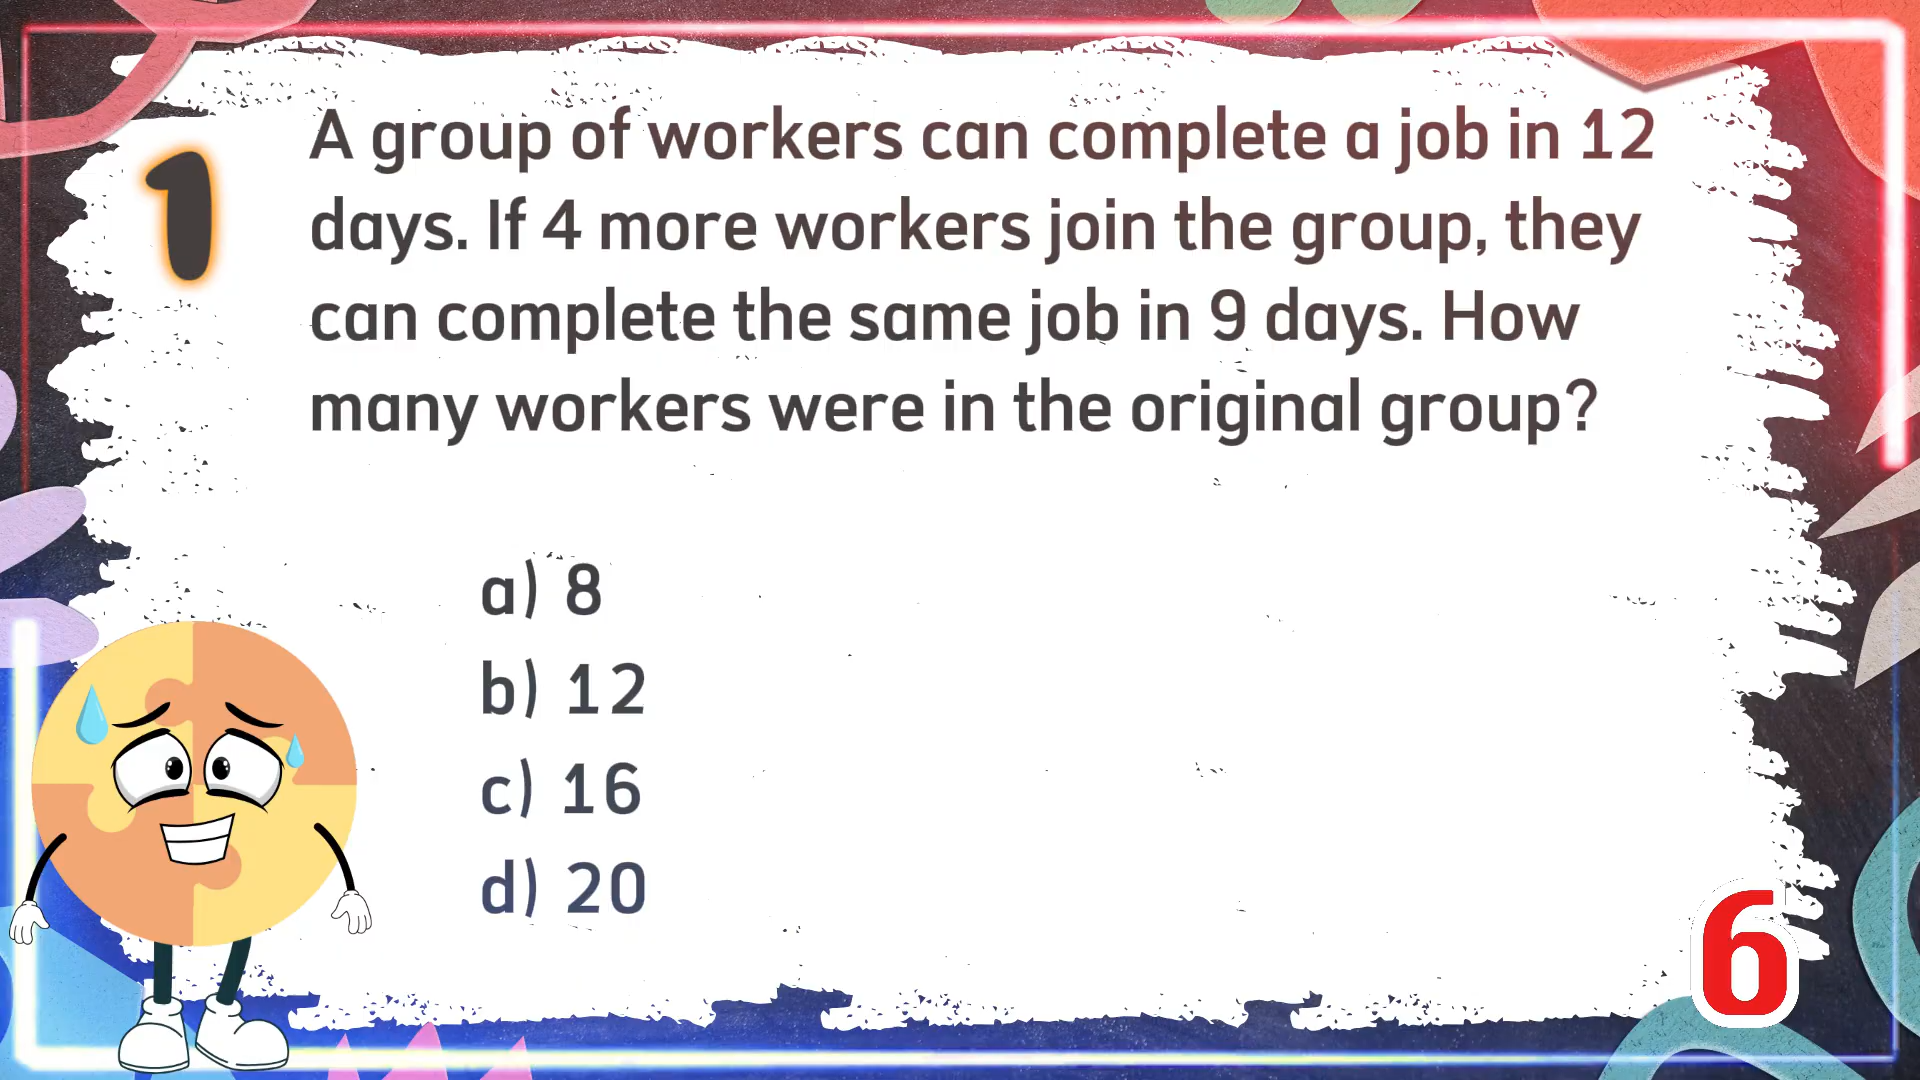 1
A group of workers can complete a job in 12
days. If 4 more workers join the group, they
can complete the same job in 9 days. How
many workers were in the original group?
a) 8
b) 12
c) 16
d) 20
6